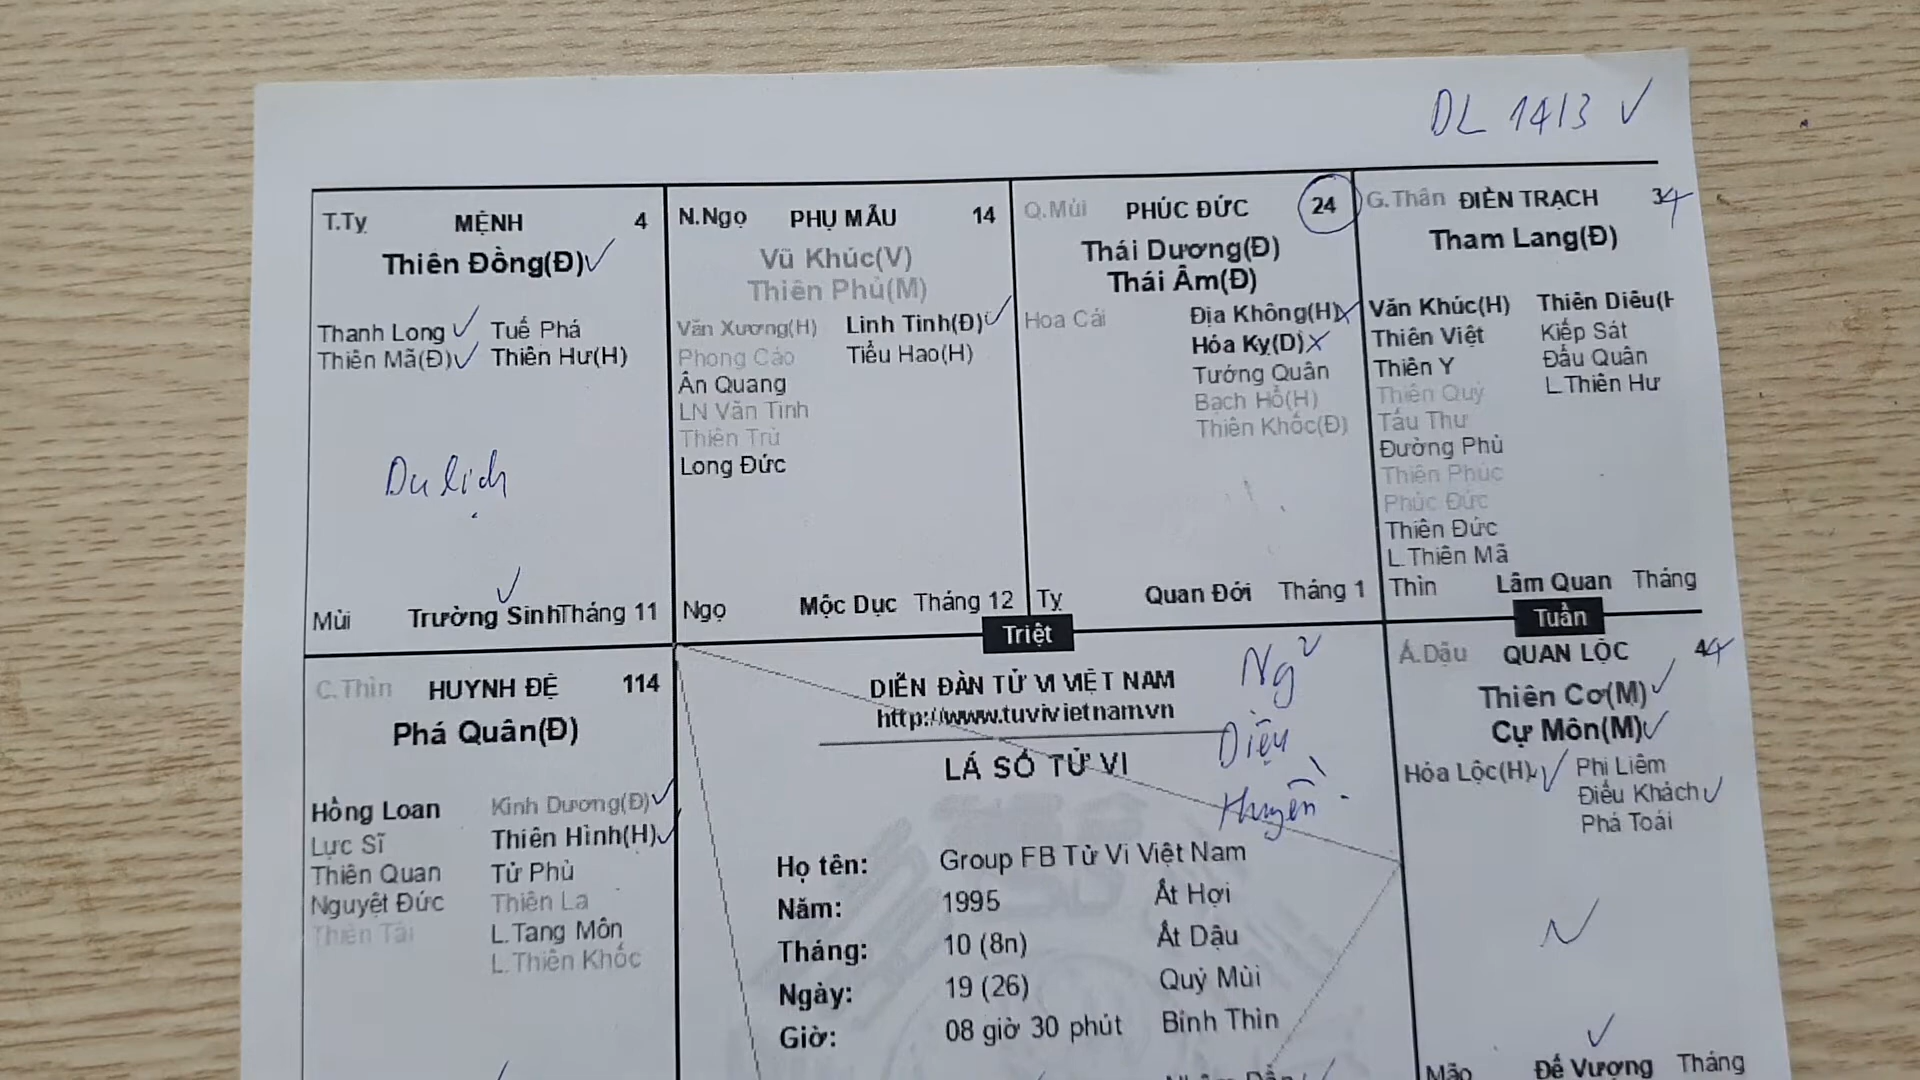 DL 14/3
T.Tỵ MỆNH 4
Thiên Đồng(Đ)
Thanh Long Tuế Phá
Thiên Mã(Đ) Thiên Hư(H)
Du lịch
Mùi Trường Sinh Tháng 11
N.Ngọ PHỤ MẪU 14
Vũ Khúc(V)
Thiên Phủ(M)
Văn Xương(H) Linh Tinh(Đ)
Phong Cáo Tiểu Hao(H)
Ân Quang
LN Văn Tinh
Thiên Trù
Long Đức
Ngọ Mộc Dục Tháng 12
Q.Mùi PHÚC ĐỨC 24
Thái Dương(Đ)
Thái Âm(Đ)
Hoa Cái Địa Không(H)
Hóa Kỵ(D)
Tướng Quân
Bạch Hổ(H)
Thiên Khốc(Đ)
Tỵ Quan Đới Tháng 1
G.Thân ĐIỀN TRẠCH 34
Tham Lang(Đ)
Văn Khúc(H) Thiên Diêu(H
Thiên Việt Kiếp Sát
Thiên Y Đẩu Quân
Thiên Quý L.Thiên Hư
Tấu Thư
Đường Phù
Thiên Phúc
Phúc Đức
Thiên Đức
L.Thiên Mã
Thìn Lâm Quan Tháng
Triệt
Tuần
C.Thìn HUYNH ĐỆ 114
Phá Quân(Đ)
Hồng Loan Kình Dương(Đ)
Lực Sĩ Thiên Hình(H)
Thiên Quan Tử Phù
Nguyệt Đức Thiên La
Thiên Tài L.Tang Môn
L.Thiên Khốc
DIỄN ĐÀN TỬ VI VIỆT NAM
http://www.tuvivietnam.vn
LÁ SỐ TỬ VI
Ng
Diệu
Huyền
Họ tên: Group FB Tử Vi Việt Nam
Năm: 1995 Ất Hợi
Tháng: 10 (8n) Ất Dậu
Ngày: 19 (26) Quý Mùi
Giờ: 08 giờ 30 phút Bính Thìn
Á.Dậu QUAN LỘC 44
Thiên Cơ(M)
Cự Môn(M)
Hóa Lộc(H) Phi Liêm
Điếu Khách
Phá Toái
Mão Đế Vượng Tháng